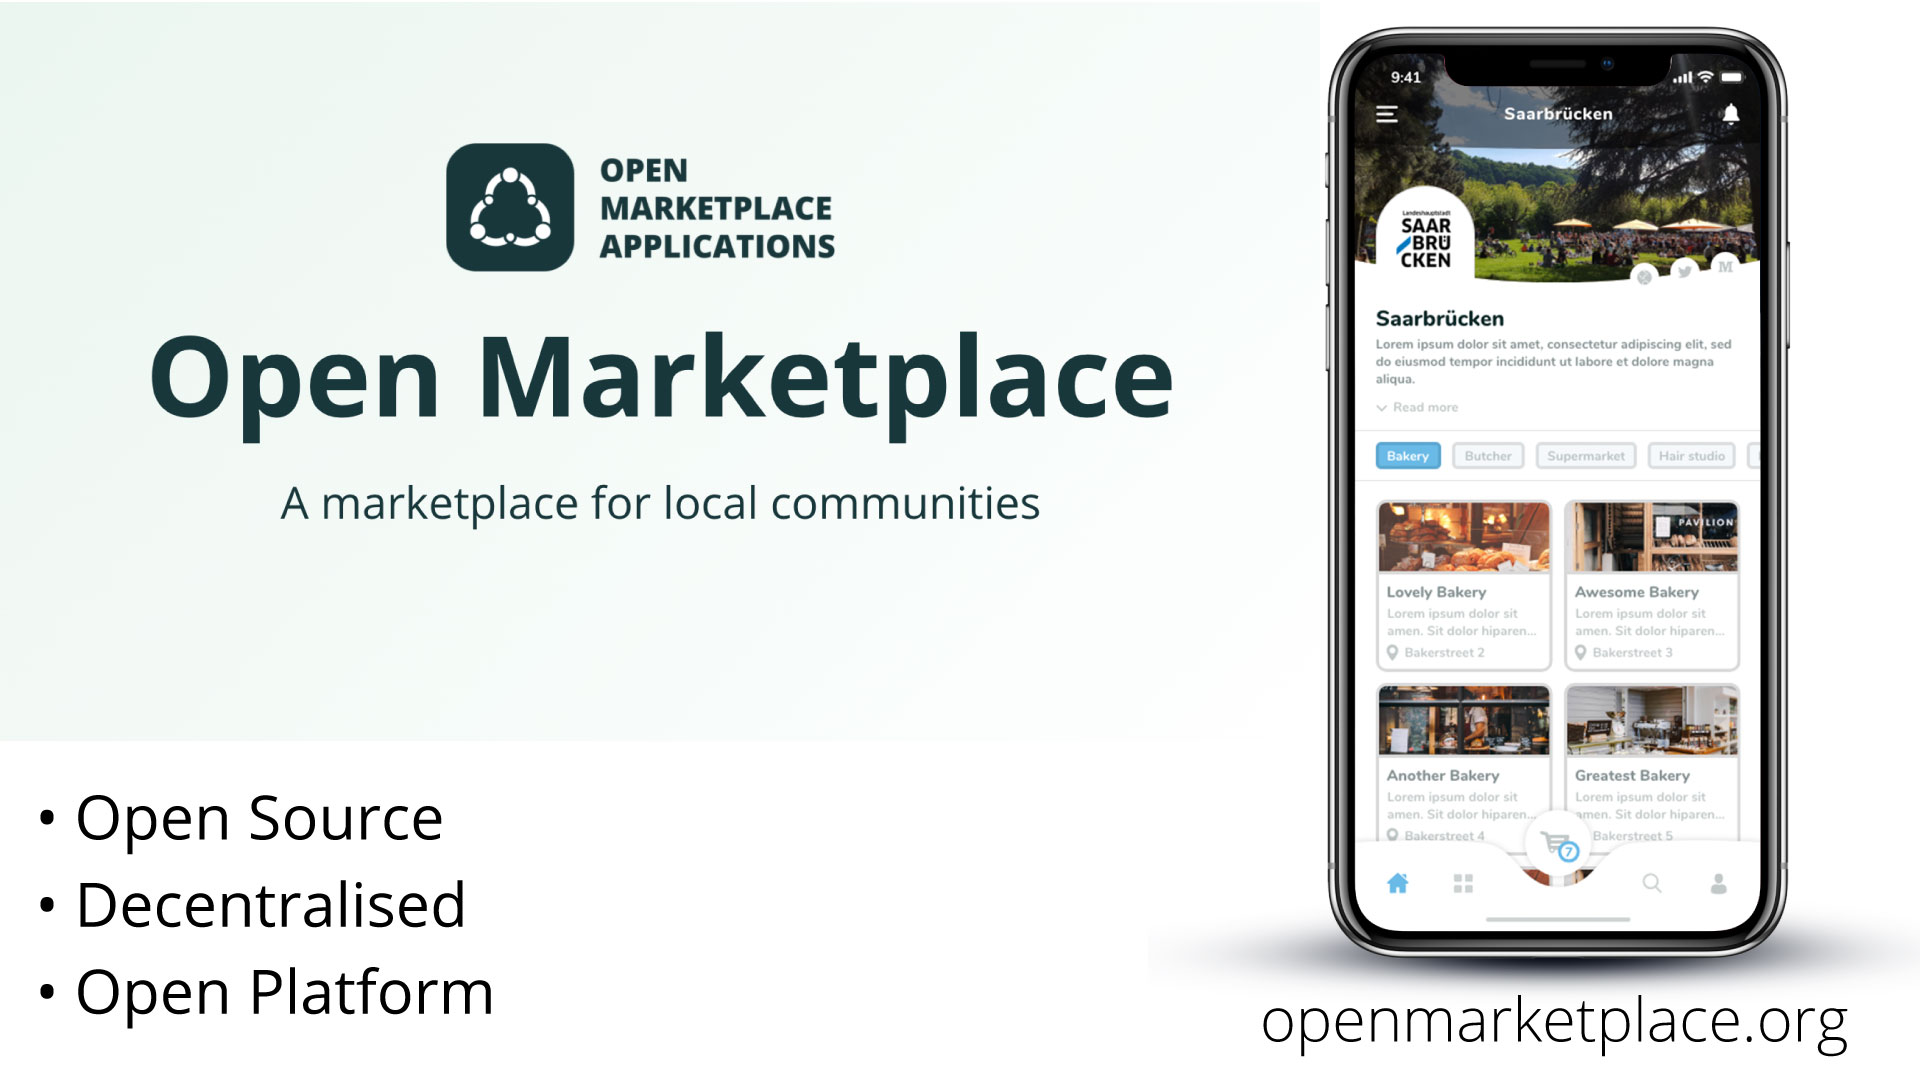 OPEN
MARKETPLACE
APPLICATIONS
Open Marketplace
A marketplace for local communities
• Open Source
• Decentralised
• Open Platform
9:41
Saarbrücken
Landeshauptstadt
SAAR
BRÜ
CKEN
M
Saarbrücken
Lorem ipsum dolor sit amet, consectetur adipiscing elit, sed
do eiusmod tempor incididunt ut labore et dolore magna
aliqua.
Read more
Bakery Butcher Supermarket Hair studio
PAVILION
Lovely Bakery
Lorem ipsum dolor sit
amen. Sit dolor hiparen...
Bakerstreet 2
Awesome Bakery
Lorem ipsum dolor sit
amen. Sit dolor hiparen...
Bakerstreet 3
Another Bakery
Lorem ipsum dolor sit
amen. Sit dolor hiparen...
Bakerstreet 4
Greatest Bakery
Lorem ipsum dolor sit
amen. Sit dolor hiparen...
Bakerstreet 5
7
openmarketplace.org